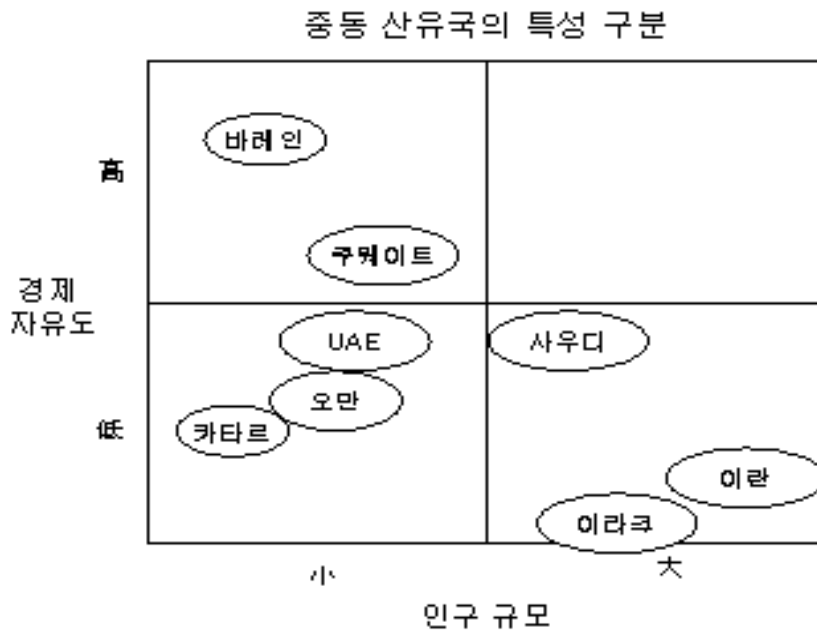 중동 산유국의 특성 구분
바레인
高
쿠웨이트
경제
자유도
UAE
사우디
오만
카타르
低
이란
이라크
小
大
인구 규모